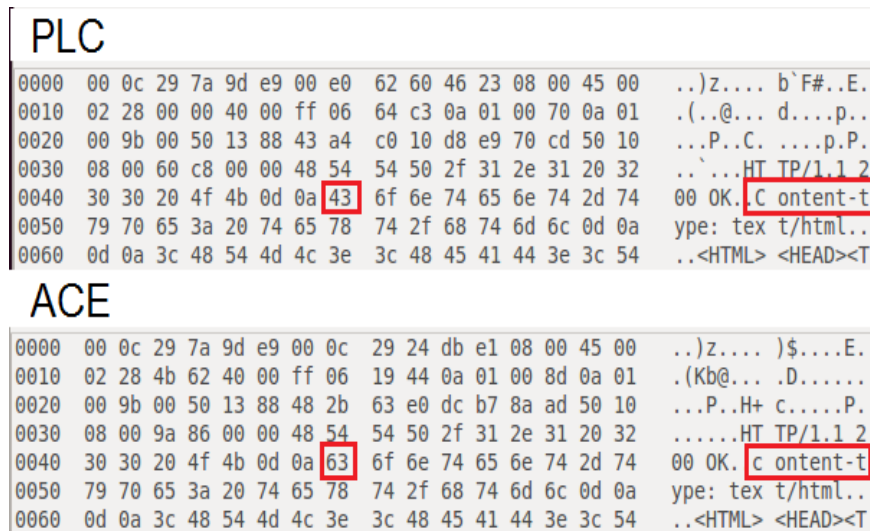 PLC
0000 00 0c 29 7a 9d e9 00 e0 62 60 46 23 08 00 45 00 ..)z.... b`F#..E.
0010 02 28 00 00 40 00 ff 06 64 c3 0a 01 00 70 0a 01 .(..@... d....p..
0020 00 9b 00 50 13 88 43 a4 c0 10 d8 e9 70 cd 50 10 ...P..C. ....p.P.
0030 08 00 60 c8 00 00 48 54 54 50 2f 31 2e 31 20 32 ..`...HT TP/1.1 2
0040 30 30 20 4f 4b 0d 0a 43 6f 6e 74 65 6e 74 2d 74 00 OK..C ontent-t
0050 79 70 65 3a 20 74 65 78 74 2f 68 74 6d 6c 0d 0a ype: tex t/html..
0060 0d 0a 3c 48 54 4d 4c 3e 3c 48 45 41 44 3e 3c 54 ..<HTML> <HEAD><T
ACE
0000 00 0c 29 7a 9d e9 00 0c 29 24 db e1 08 00 45 00 ..)z.... )$....E.
0010 02 28 4b 62 40 00 ff 06 19 44 0a 01 00 8d 0a 01 .(Kb@... .D......
0020 00 9b 00 50 13 88 48 2b 63 e0 dc b7 8a ad 50 10 ...P..H+ c.....P.
0030 08 00 9a 86 00 00 48 54 54 50 2f 31 2e 31 20 32 ......HT TP/1.1 2
0040 30 30 20 4f 4b 0d 0a 63 6f 6e 74 65 6e 74 2d 74 00 OK. c ontent-t
0050 79 70 65 3a 20 74 65 78 74 2f 68 74 6d 6c 0d 0a ype: tex t/html..
0060 0d 0a 3c 48 54 4d 4c 3e 3c 48 45 41 44 3e 3c 54 ..<HTML> <HEAD><T